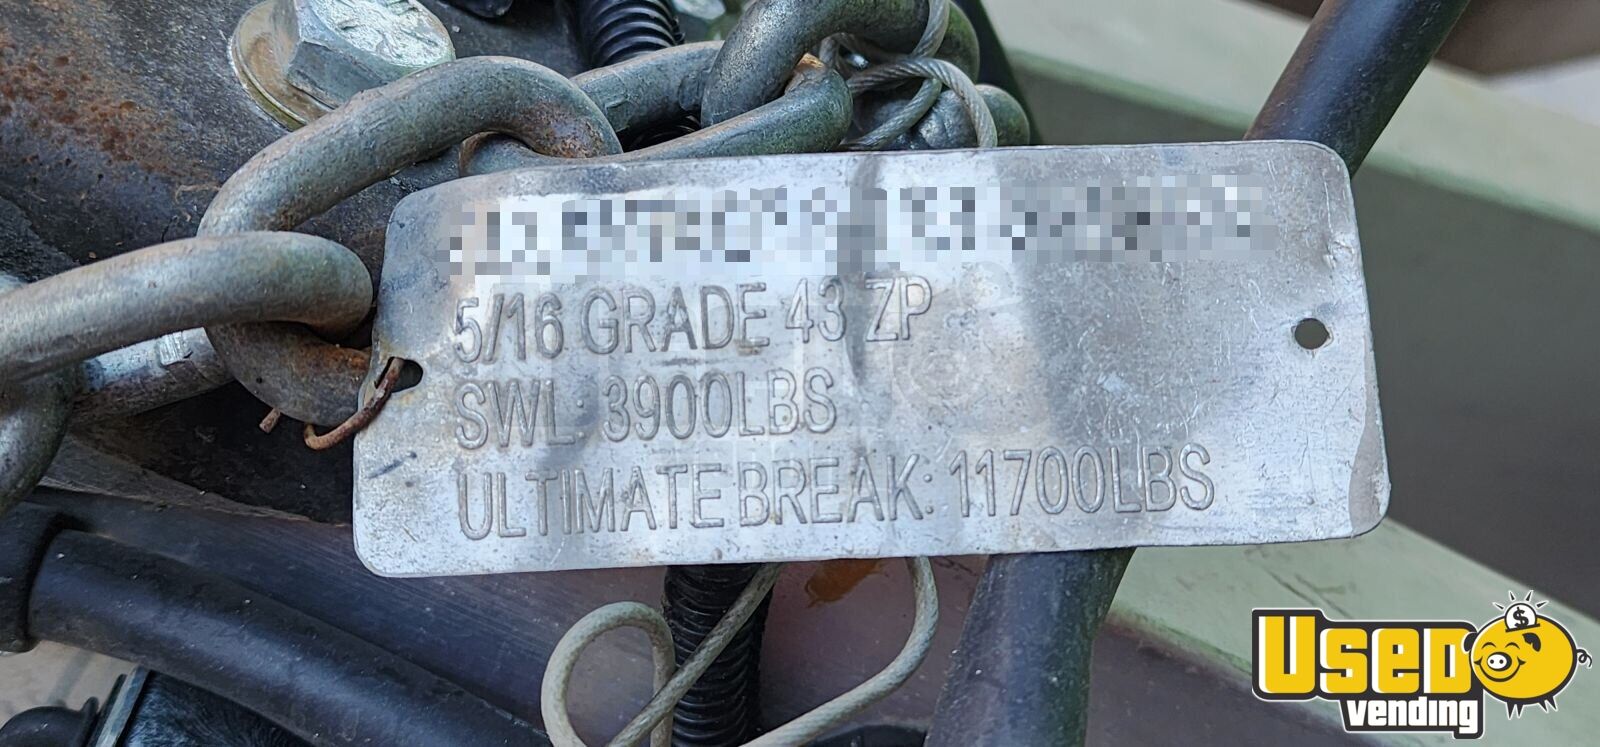 5/16 GRADE 43 ZP
SWL: 3900LBS
ULTIMATE BREAK: 11700LBS
USED
vending